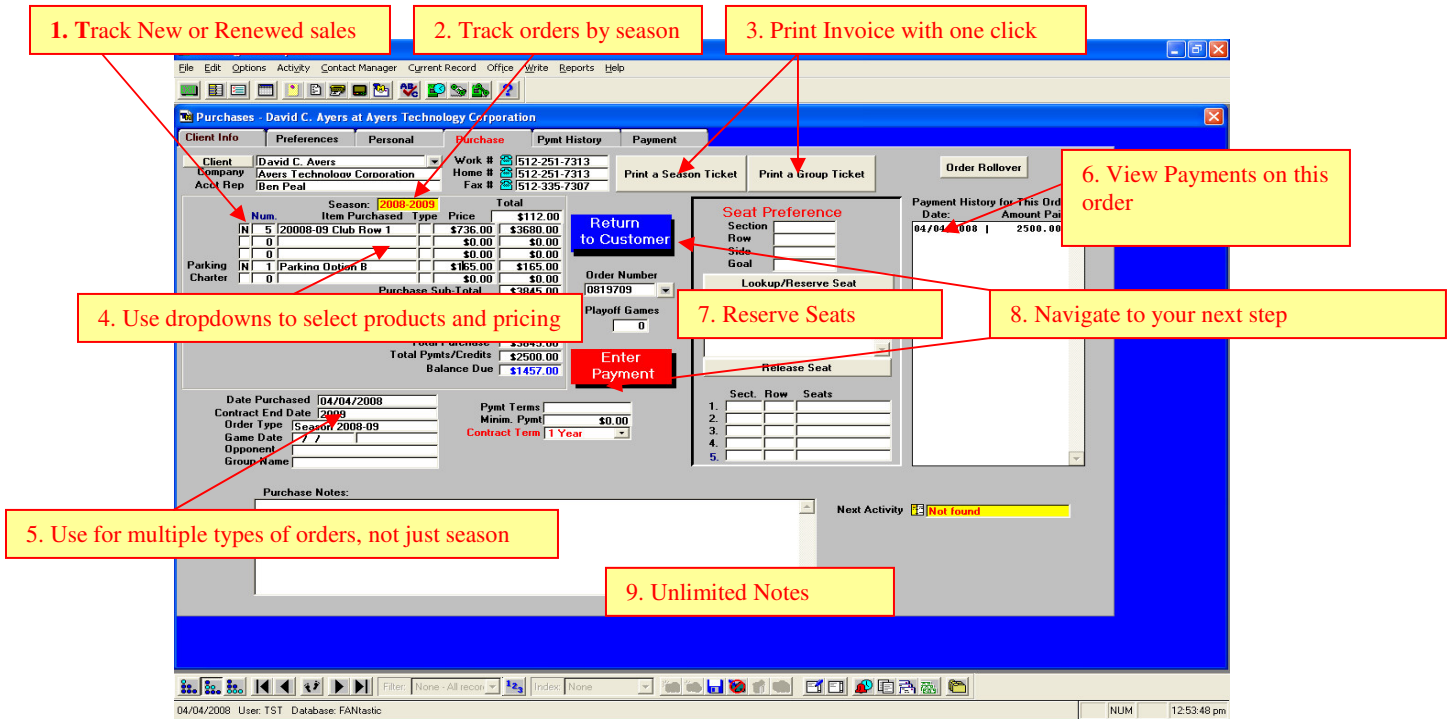 1. Track New or Renewed sales
2. Track orders by season
3. Print Invoice with one click
File Edit Options Activity Contact Manager Current Record Office Write Reports Help
Purchases - David C. Ayers at Ayers Technology Corporation
Client Info Preferences Personal Purchase Pymt History Payment
Client David C. Ayers Work # 512-251-7313
Company Ayers Technology Corporation Home # 512-251-7313
Acct Rep Ben Peal Fax # 512-335-7307
Print a Season Ticket Print a Group Ticket
Order Rollover
6. View Payments on this
order
Season: 2008-2009 Total
Num. Item Purchased Type Price $112.00
N 5 20008-09 Club Row 1 $736.00 $3680.00
0 $0.00 $0.00
0 $0.00 $0.00
Parking N 1 Parking Option B $165.00 $165.00
Charter 0 $0.00 $0.00
Purchase Sub-Total $3845.00
Return
to Customer
Order Number
0819709
Playoff Games
0
Seat Preference
Section
Row
Side
Goal
Lookup/Reserve Seat
Payment History for This Ord
Date: Amount Pai
04/04/2008 | 2500.00
4. Use dropdowns to select products and pricing
7. Reserve Seats
8. Navigate to your next step
Total Purchase $3845.00
Total Pymts/Credits $2500.00
Balance Due $1457.00
Enter
Payment
Release Seat
Date Purchased 04/04/2008
Contract End Date 2009
Order Type Season 2008-09
Game Date / /
Opponent
Group Name
Pymt Terms
Minim. Pymt $0.00
Contract Term 1 Year
Sect. Row Seats
1.
2.
3.
4.
5.
Purchase Notes:
Next Activity Not found
5. Use for multiple types of orders, not just season
9. Unlimited Notes
Filter: None - All recor 123 Index: None
04/04/2008 User: TST Database: FANtastic NUM 12:53:48 pm